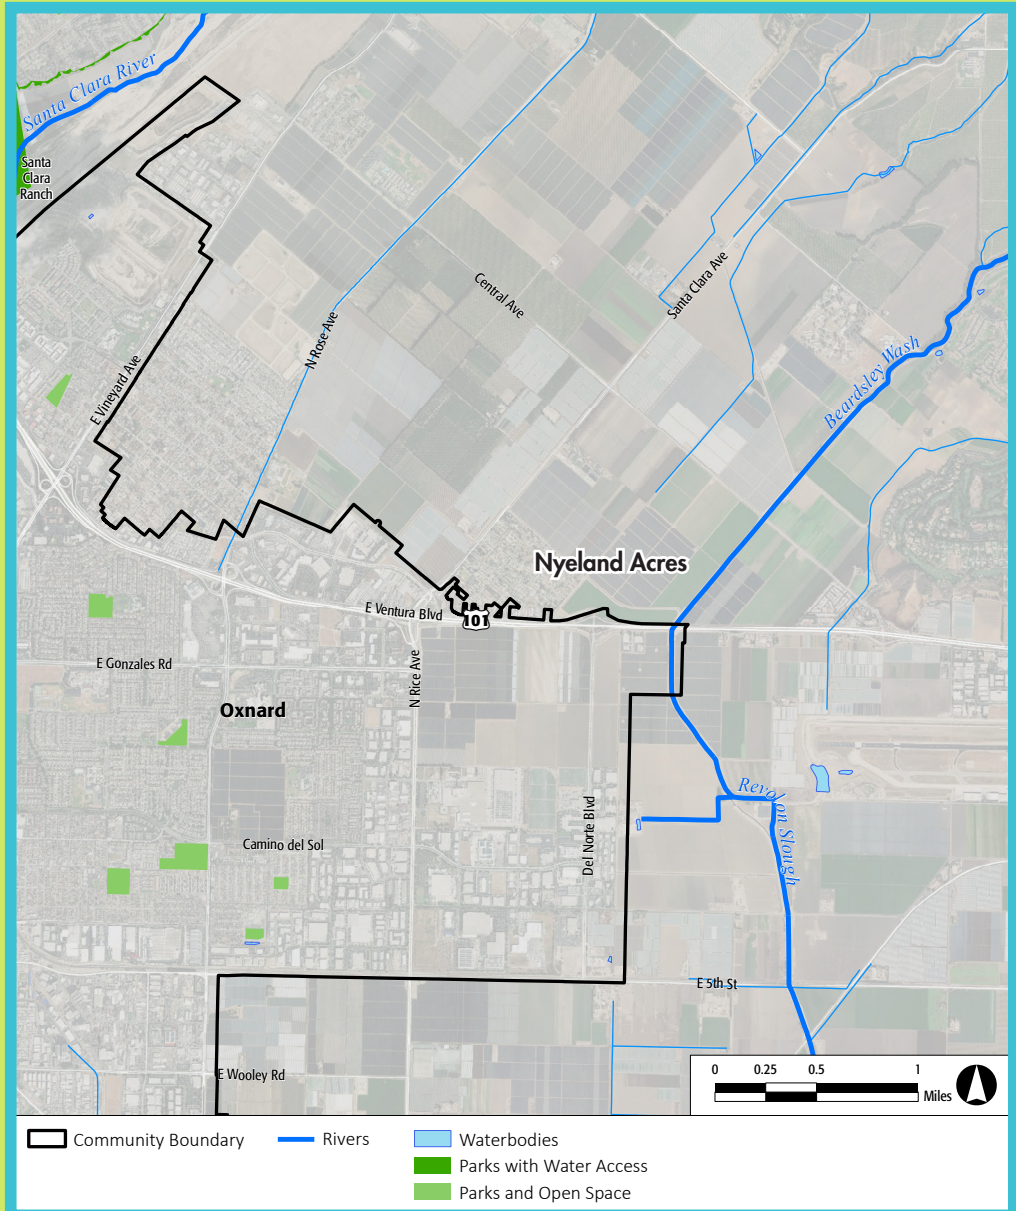 Santa Clara River
Santa
Clara
Ranch
Central Ave
Santa Clara Ave
N Rose Ave
Beardsley Wash
E Vineyard Ave
Nyeland Acres
E Ventura Blvd
101
E Gonzales Rd
N Rice Ave
Oxnard
Revolon Slough
Del Norte Blvd
Camino del Sol
E 5th St
E Wooley Rd
0 0.25 0.5 1
Miles
Community Boundary
Rivers
Waterbodies
Parks with Water Access
Parks and Open Space